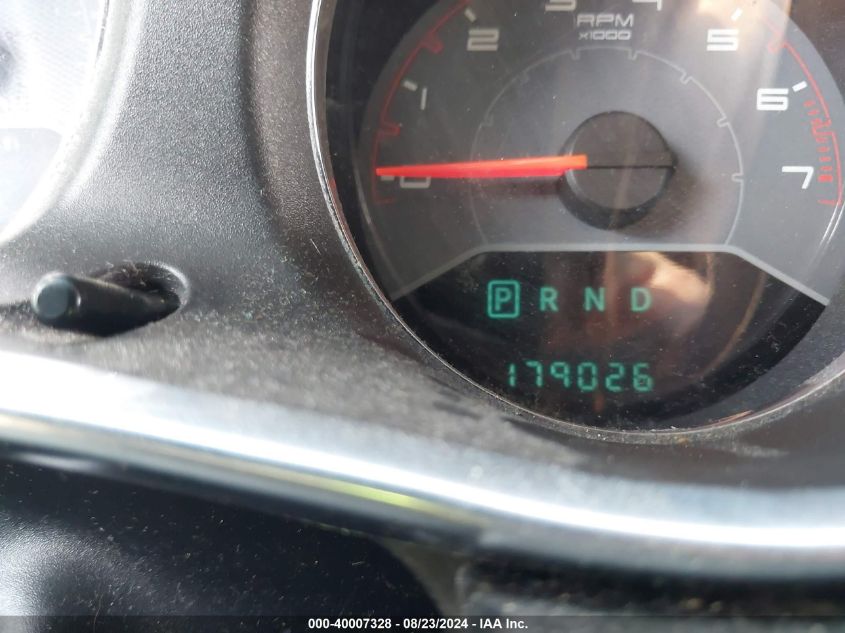 2 3 4 5
RPM
x1000
1 6
0 7
P R N D
179026
000-40007328 - 08/23/2024 - IAA Inc.